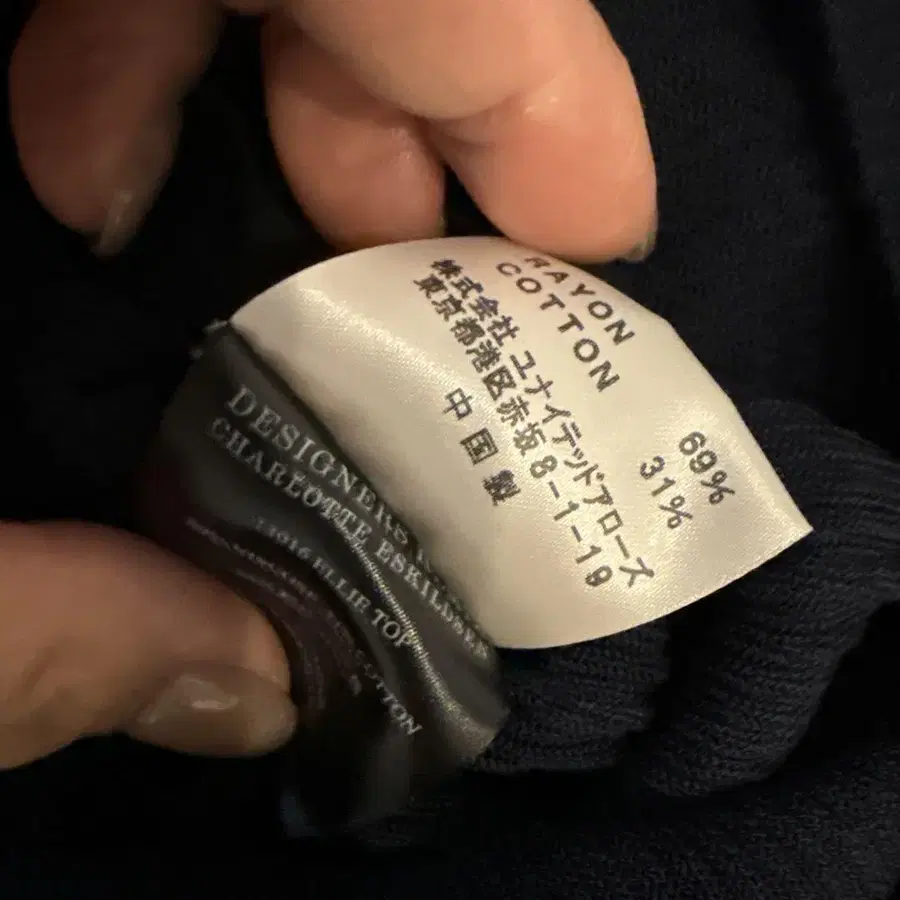 RAYON 69%
COTTON 31%
株式会社 ユナイテッドアローズ
東京都港区赤坂8-1-19
中国製
DESIGNERS
CHARLOTTE ESKILDSEN
ELLIE TOP
COTTON